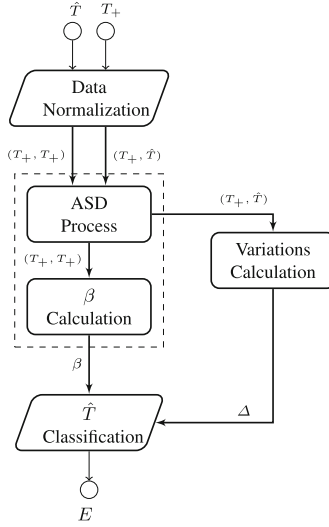 T̂ T₊
Data
Normalization
(T₊, T₊) (T₊, T̂)
ASD
Process
(T₊, T̂)
(T₊, T₊)
Variations
Calculation
β
Calculation
β
T̂
Classification
Δ
E